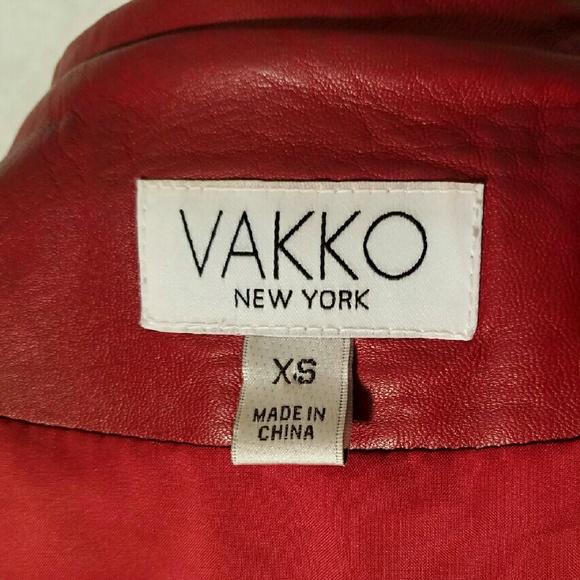 VAKKO
NEW YORK
XS
MADE IN
CHINA